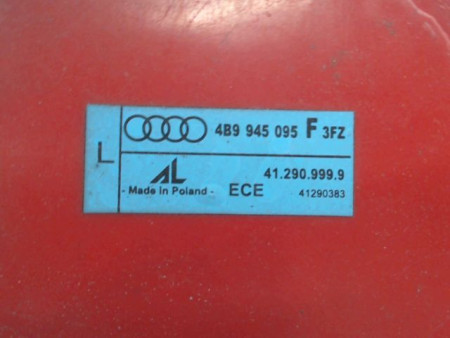 L
4B9 945 095 F 3FZ
AL 41.290.999.9
- Made in Poland - ECE 41290383